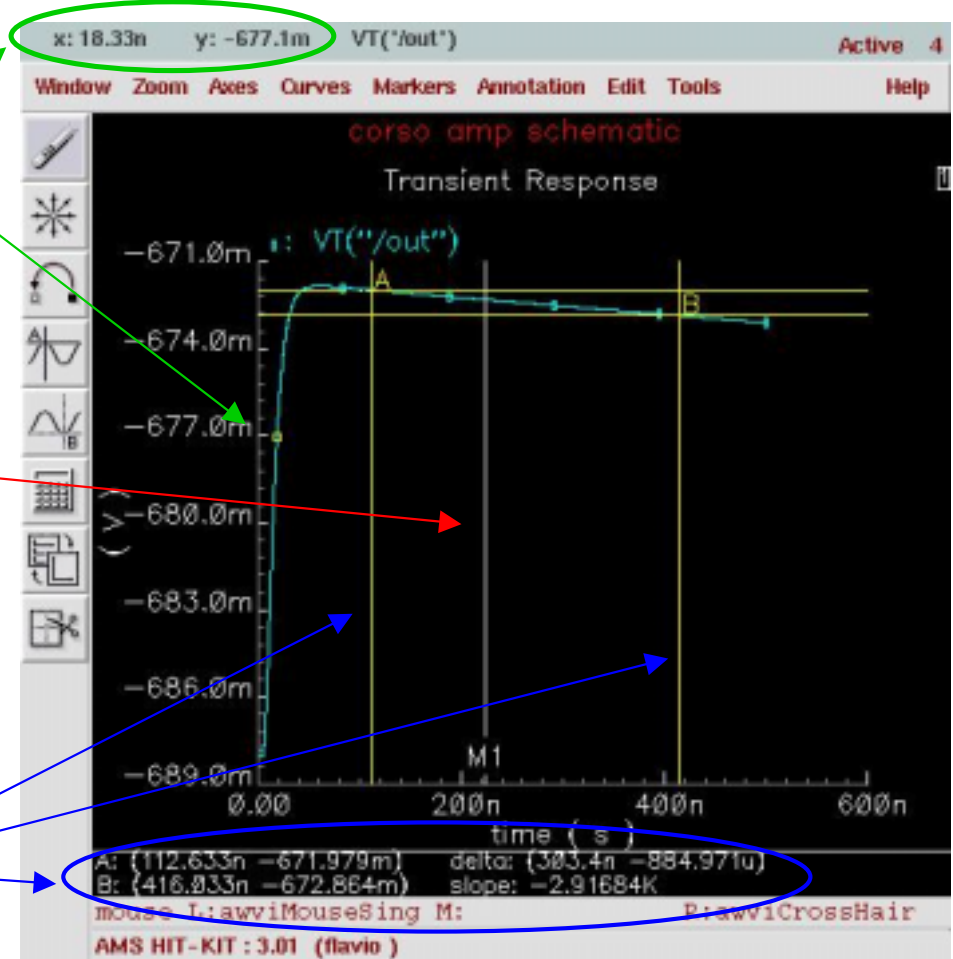 x: 18.33n y: -677.1m VT("/out") Active 4
Window Zoom Axes Curves Markers Annotation Edit Tools Help
corso amp schematic
Transient Response
: VT("/out")
-671.0m
A
B
-674.0m
A
-677.0m
B
( V )
-680.0m
-683.0m
-686.0m
M1
-689.0m
0.00 200n 400n 600n
time ( s )
A: (112.633n -671.979m) delta: (303.4n -884.971u)
B: (416.033n -672.864m) slope: -2.91684K
mouse L:awviMouseSing M: R:awviCrossHair
AMS HIT-KIT : 3.01 (flavio )